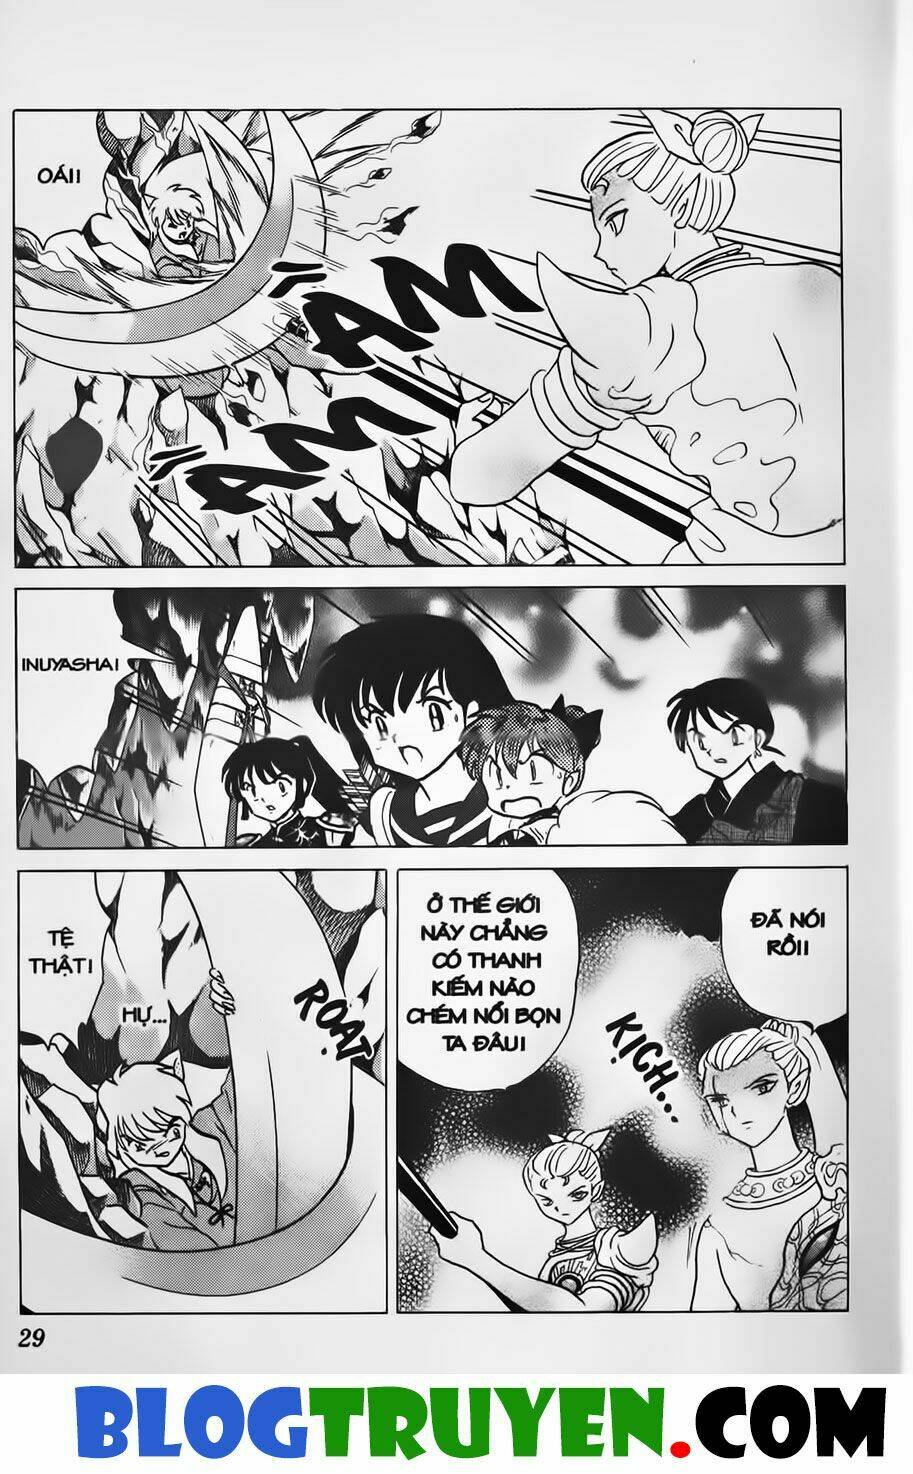 OÁI!
ẦM
ẦM
INUYASHA!
ĐÃ NÓI
RỒI!
Ở THẾ GIỚI
NÀY CHẲNG
CÓ THANH
KIẾM NÀO
CHÉM NỔI BỌN
TA ĐÂU!
KỊCH...
TỆ
THẬT!
HỰ...
ROẠT
29
BLOGTRUYEN.COM